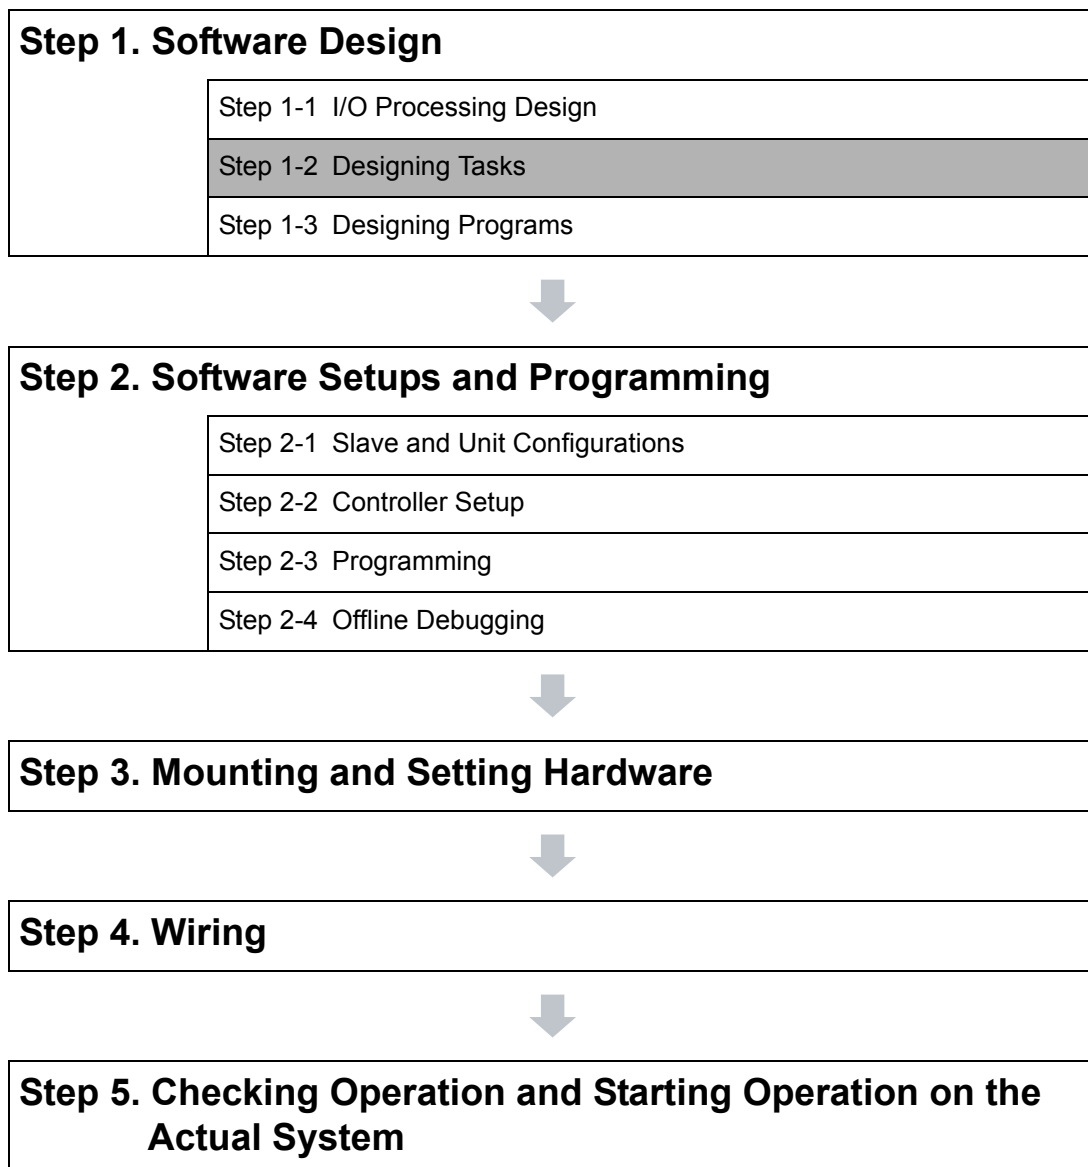 Step 1. Software Design
Step 1-1 I/O Processing Design
Step 1-2 Designing Tasks
Step 1-3 Designing Programs
Step 2. Software Setups and Programming
Step 2-1 Slave and Unit Configurations
Step 2-2 Controller Setup
Step 2-3 Programming
Step 2-4 Offline Debugging
Step 3. Mounting and Setting Hardware
Step 4. Wiring
Step 5. Checking Operation and Starting Operation on the
Actual System